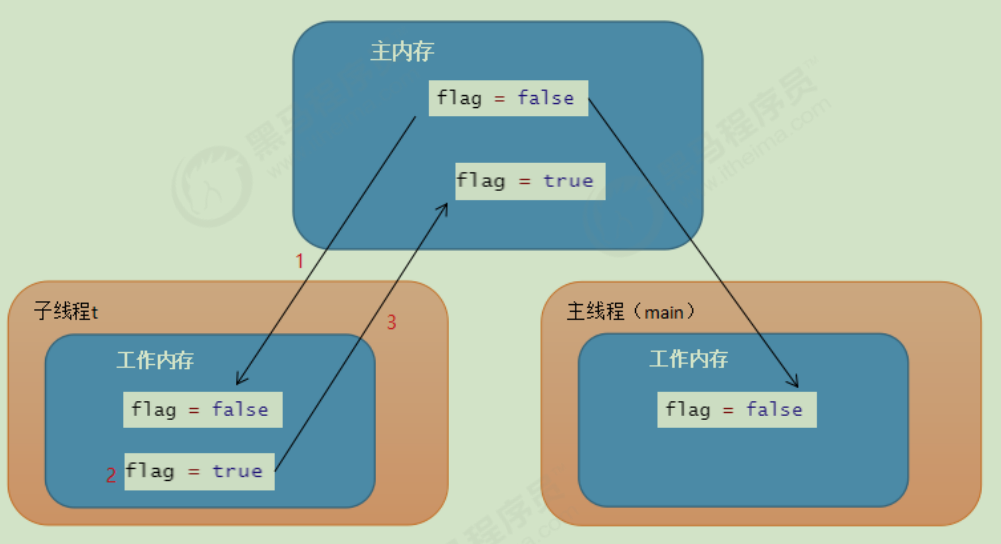 主内存
flag = false
flag = true
1
3
子线程t
工作内存
flag = false
2 flag = true
主线程（main）
工作内存
flag = false
黑马程序员
www.itheima.com